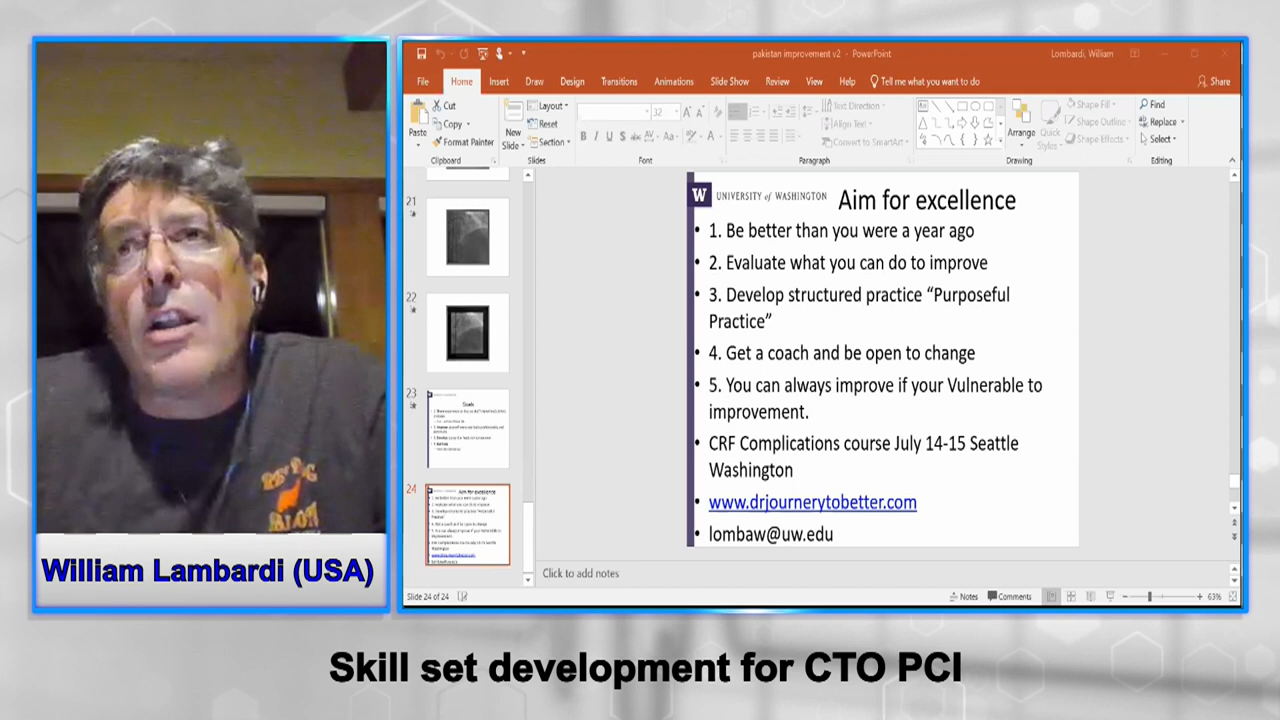 pakistan improvement v2 - PowerPoint
Lombardi, William
File Home Insert Draw Design Transitions Animations Slide Show Review View Help Tell me what you want to do Share
Paste
Cut
Copy
Format Painter
Clipboard
New
Slide
Layout
Reset
Section
Slides
32
Font
Text Direction
Align Text
Convert to SmartArt
Paragraph
Arrange
Quick
Styles
Shape Fill
Shape Outline
Shape Effects
Drawing
Find
Replace
Select
Editing
21
22
23
Goals
24
Aim for excellence
W UNIVERSITY of WASHINGTON Aim for excellence
• 1. Be better than you were a year ago
• 2. Evaluate what you can do to improve
• 3. Develop structured practice “Purposeful
Practice”
• 4. Get a coach and be open to change
• 5. You can always improve if your Vulnerable to
improvement.
• CRF Complications course July 14-15 Seattle
Washington
• www.drjournerytobetter.com
• lombaw@uw.edu
Click to add notes
Slide 24 of 24
Notes Comments 63%
William Lambardi (USA)
Skill set development for CTO PCI